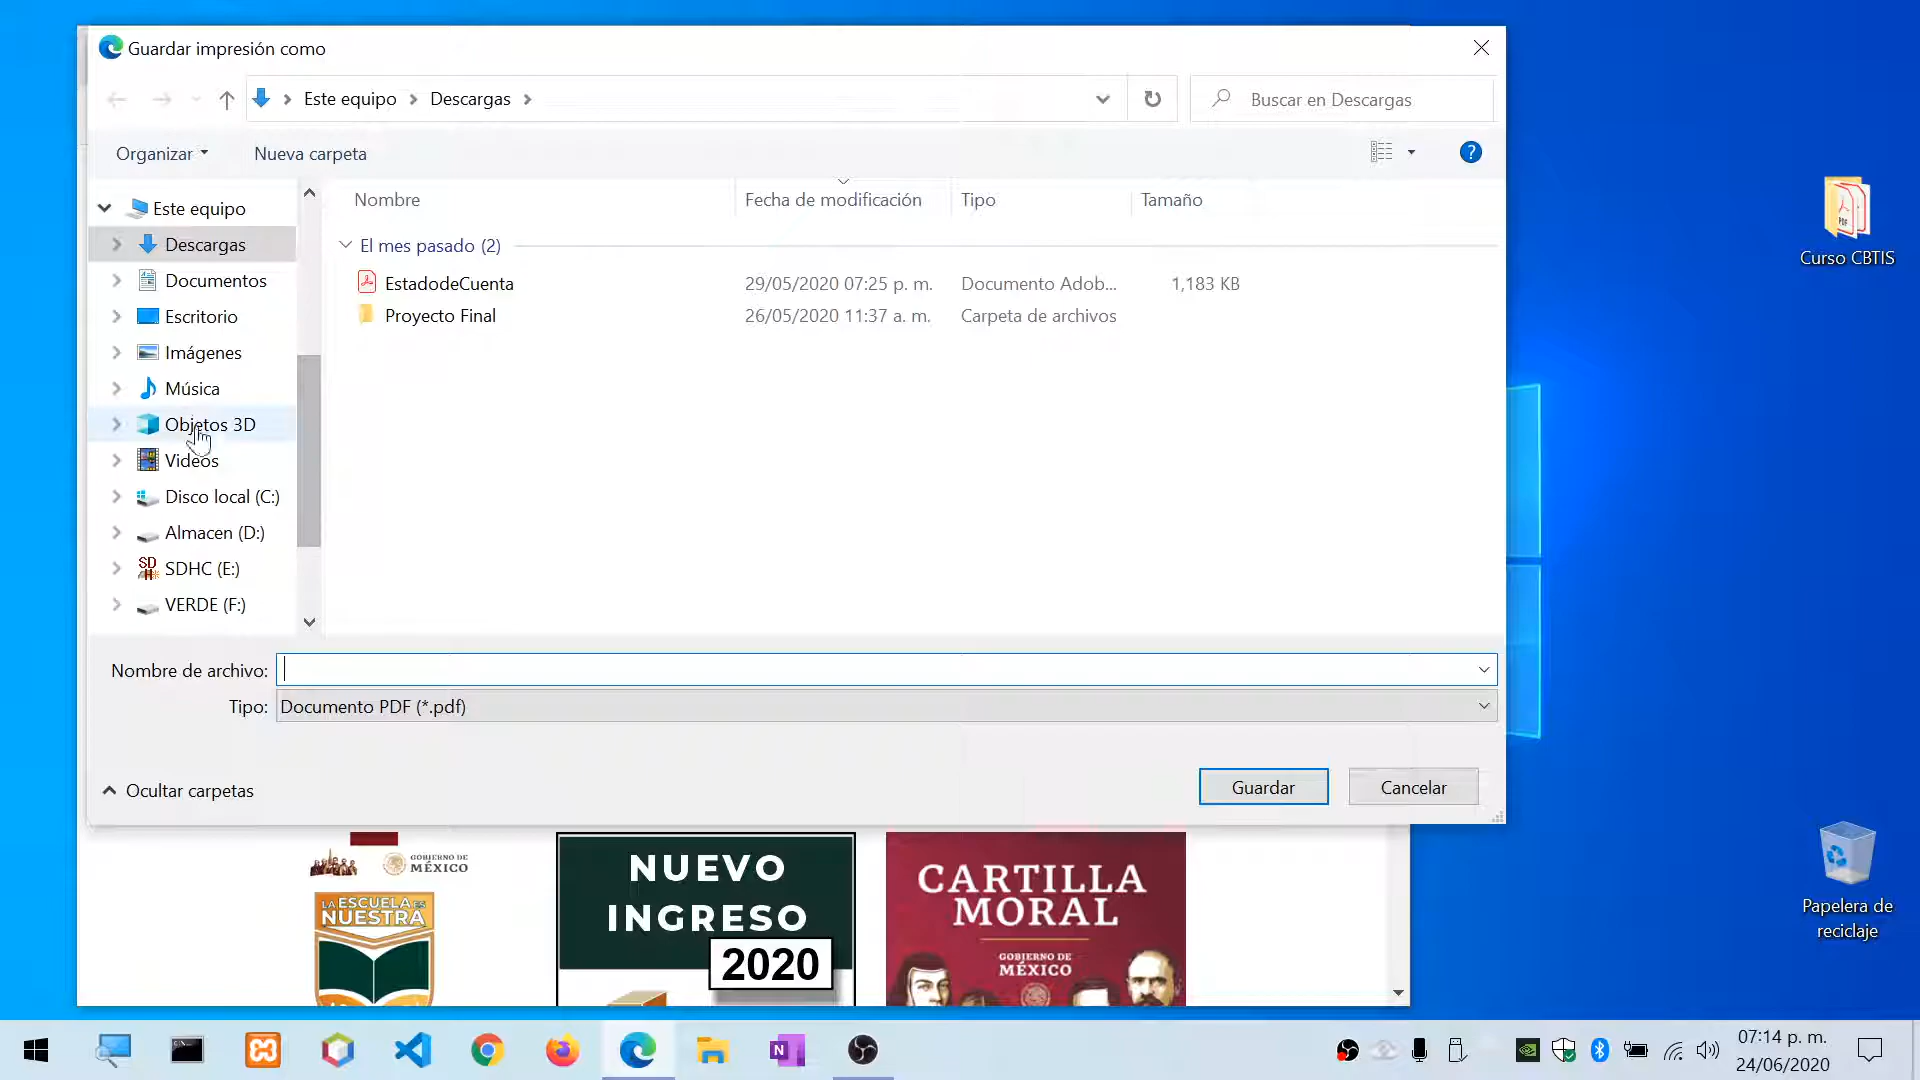 Guardar impresión como
Este equipo
Descargas
Buscar en Descargas
Organizar
Nueva carpeta
?
Este equipo
Descargas
Documentos
Escritorio
Imágenes
Música
Objetos 3D
Videos
Disco local (C:)
Almacen (D:)
SDHC (E:)
VERDE (F:)
Nombre
Fecha de modificación
Tipo
Tamaño
El mes pasado (2)
EstadodeCuenta
29/05/2020 07:25 p. m.
Documento Adob...
1,183 KB
Proyecto Final
26/05/2020 11:37 a. m.
Carpeta de archivos
Nombre de archivo:
Tipo:
Documento PDF (*.pdf)
Ocultar carpetas
Guardar
Cancelar
GOBIERNO DE
MÉXICO
LA ESCUELA ES
NUESTRA
NUEVO
INGRESO
2020
CARTILLA
MORAL
GOBIERNO DE
MÉXICO
PDF
Curso CBTIS
Papelera de
reciclaje
N
07:14 p. m.
24/06/2020